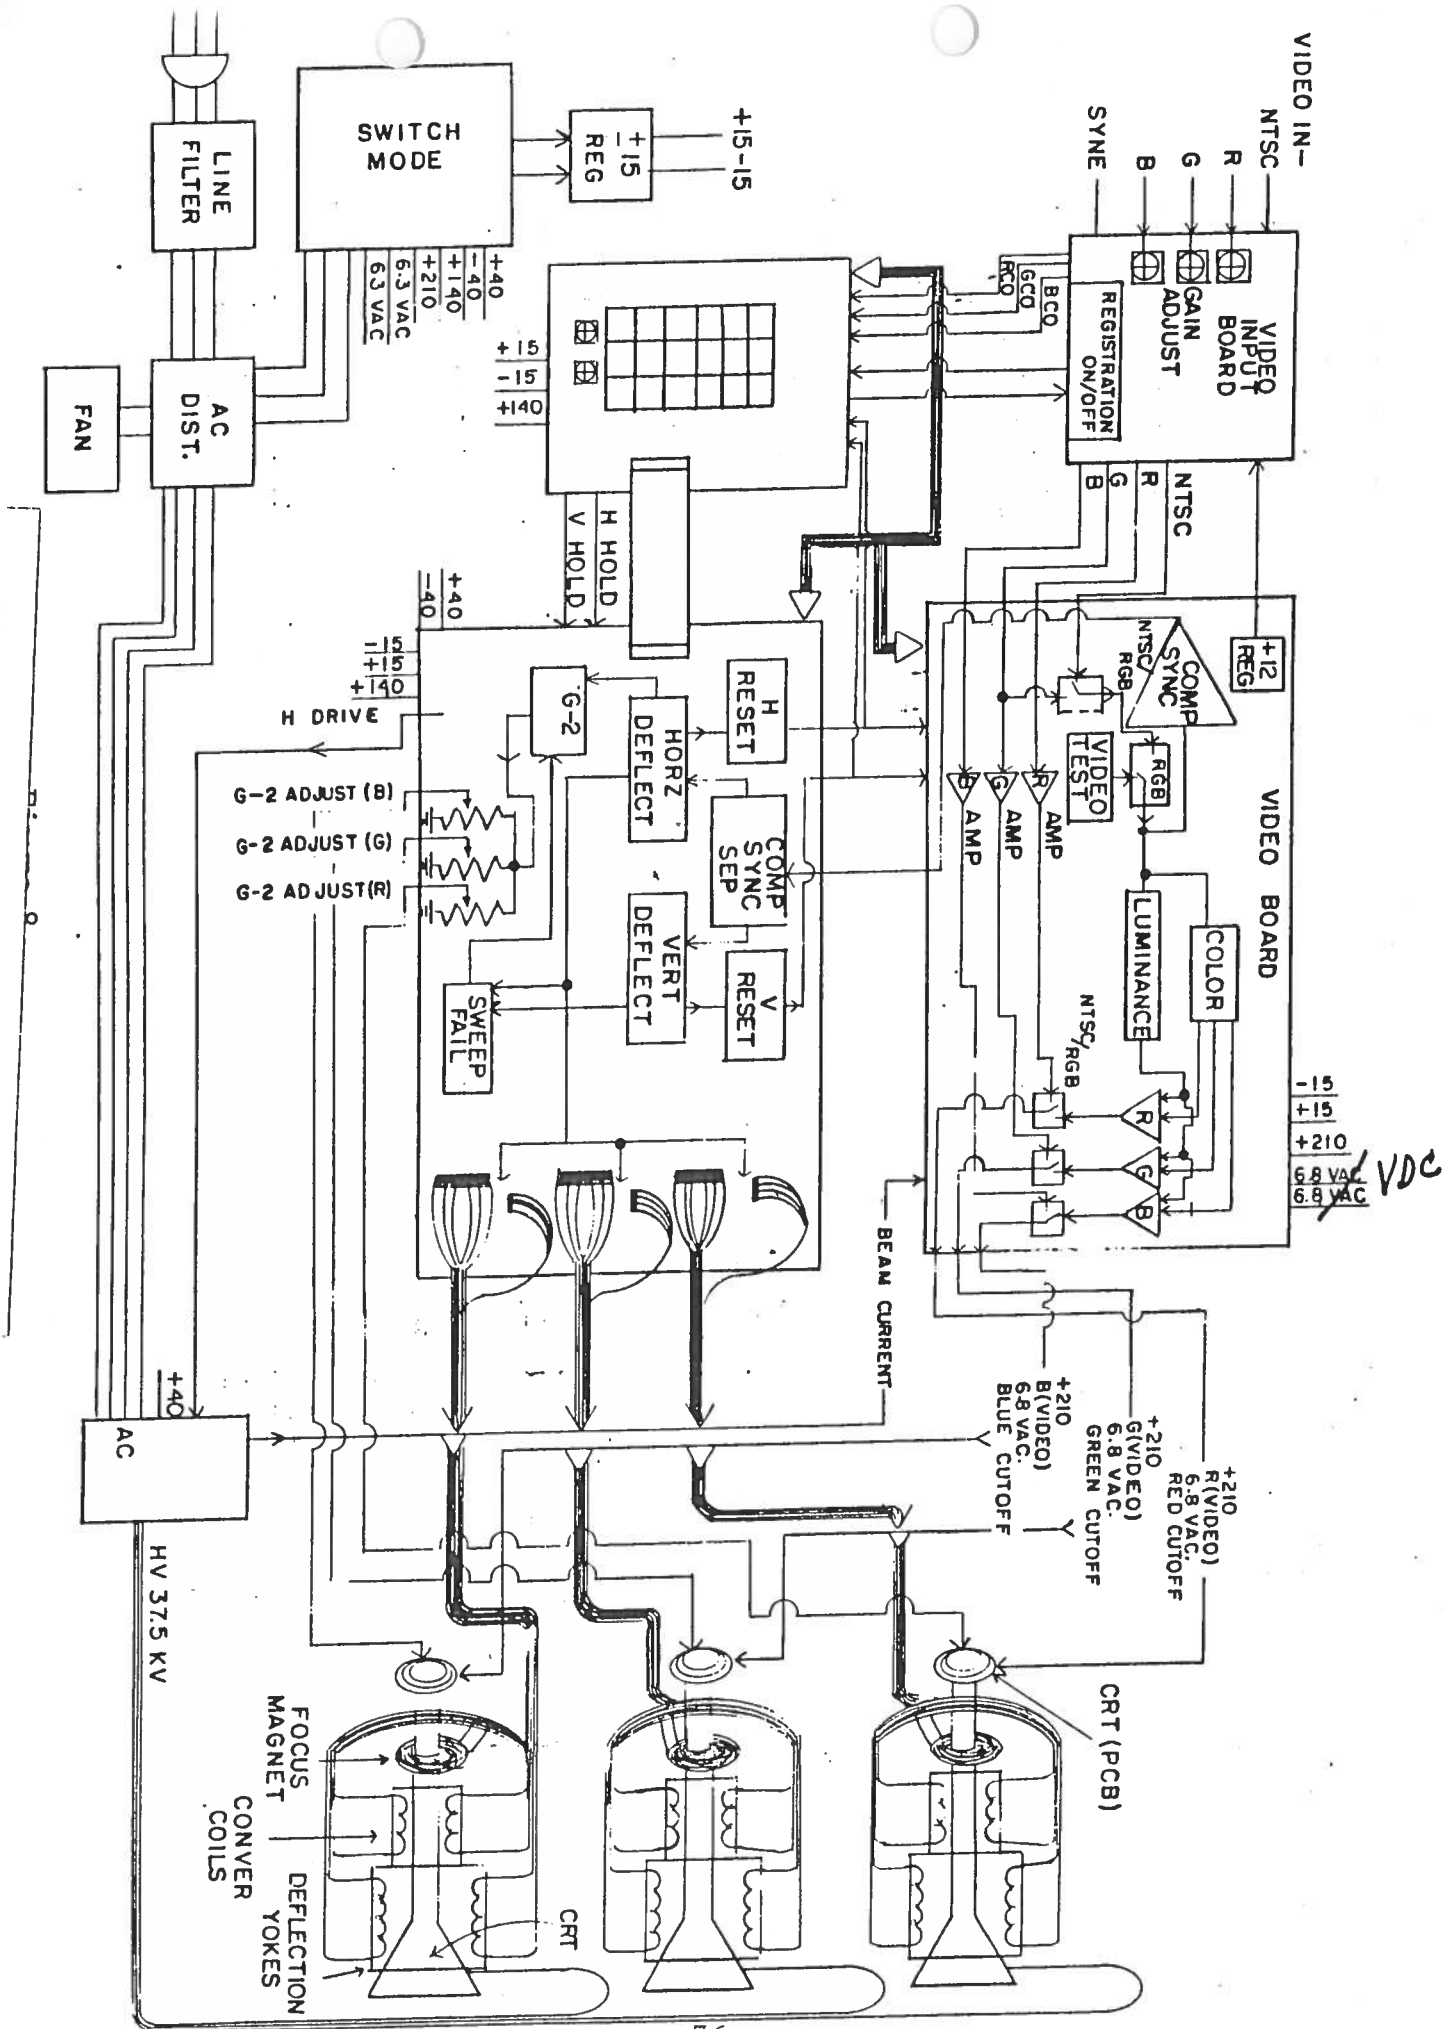 VIDEO IN-
NTSC
R
G
B
SYNE
VIDEO
INPUT
BOARD
GAIN
ADJUST
REGISTRATION
ON/OFF
BCO
GCO
RCO
NTSC
R
G
B
+15-15
+
-15
REG
SWITCH
MODE
+40
-40
+140
+210
6.3 VAC
6.3 VAC
LINE
FILTER
AC
DIST.
FAN
+15
-15
+140
H HOLD
V HOLD
+40
-40
-15
+15
+140
H DRIVE
G-2 ADJUST (B)
G-2 ADJUST (G)
G-2 ADJUST(R)
H
RESET
HORZ
DEFLECT
G-2
COMP
SYNC
SEP
VERT
DEFLECT
V
RESET
SWEEP
FAIL
VIDEO BOARD
+12
REG
COMP
SYNC
NTSC/
RGB
RGB
VIDEO
TEST
R
AMP
G
AMP
B
AMP
LUMINANCE
COLOR
NTSC/RGB
R
G
B
-15
+15
+210
6.8 VAC
6.8 VAC
VDC
BEAM CURRENT
+210
R(VIDEO)
6.8 VAC.
RED CUTOFF
+210
G(VIDEO)
6.8 VAC.
GREEN CUTOFF
+210
B(VIDEO)
6.8 VAC.
BLUE CUTOFF
+40
AC
HV 37.5 KV
CRT (PCB)
FOCUS
MAGNET
CONVER
COILS
DEFLECTION
YOKES
CRT